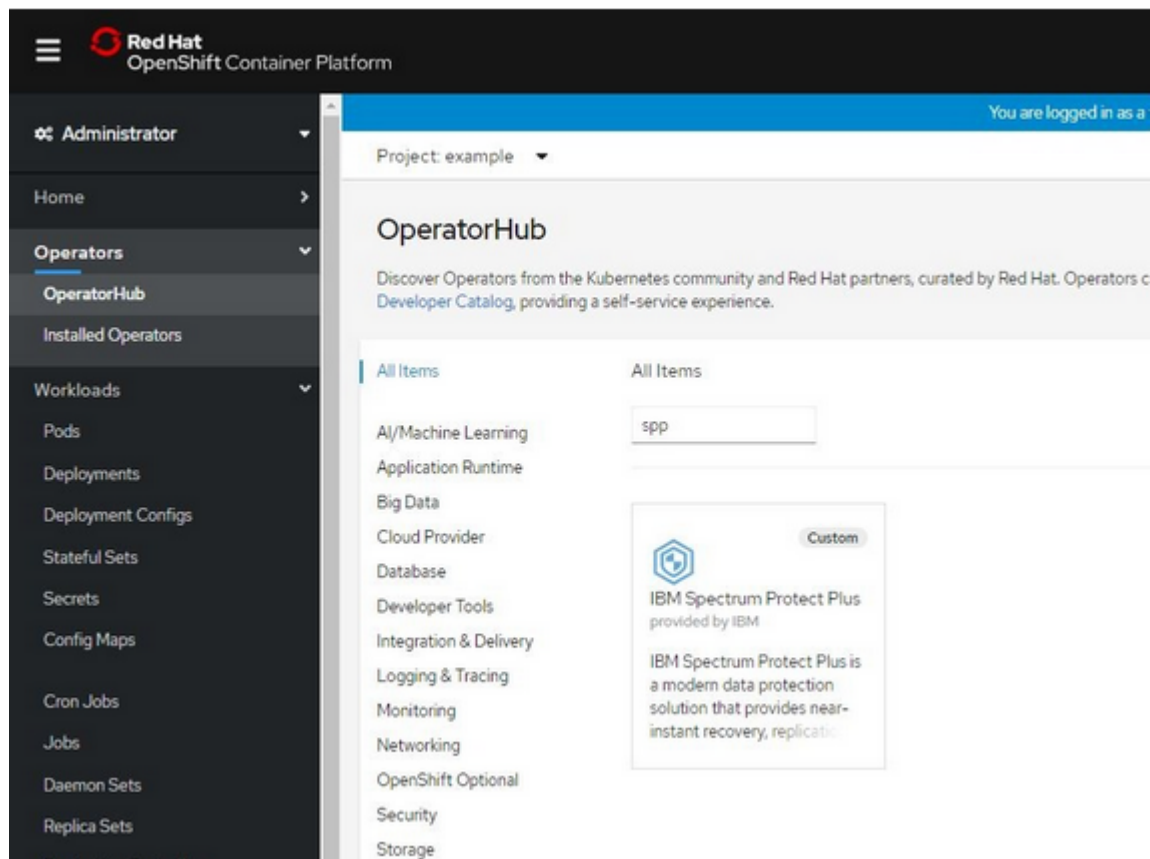 Red Hat
OpenShift Container Platform
You are logged in as a
Administrator
Project: example
Home
Operators
OperatorHub
Installed Operators
Workloads
Pods
Deployments
Deployment Configs
Stateful Sets
Secrets
Config Maps
Cron Jobs
Jobs
Daemon Sets
Replica Sets
OperatorHub
Discover Operators from the Kubernetes community and Red Hat partners, curated by Red Hat. Operators c
Developer Catalog, providing a self-service experience.
All Items
AI/Machine Learning
Application Runtime
Big Data
Cloud Provider
Database
Developer Tools
Integration & Delivery
Logging & Tracing
Monitoring
Networking
OpenShift Optional
Security
Storage
All Items
spp
Custom
IBM Spectrum Protect Plus
provided by IBM
IBM Spectrum Protect Plus is
a modern data protection
solution that provides near-
instant recovery, replicatio